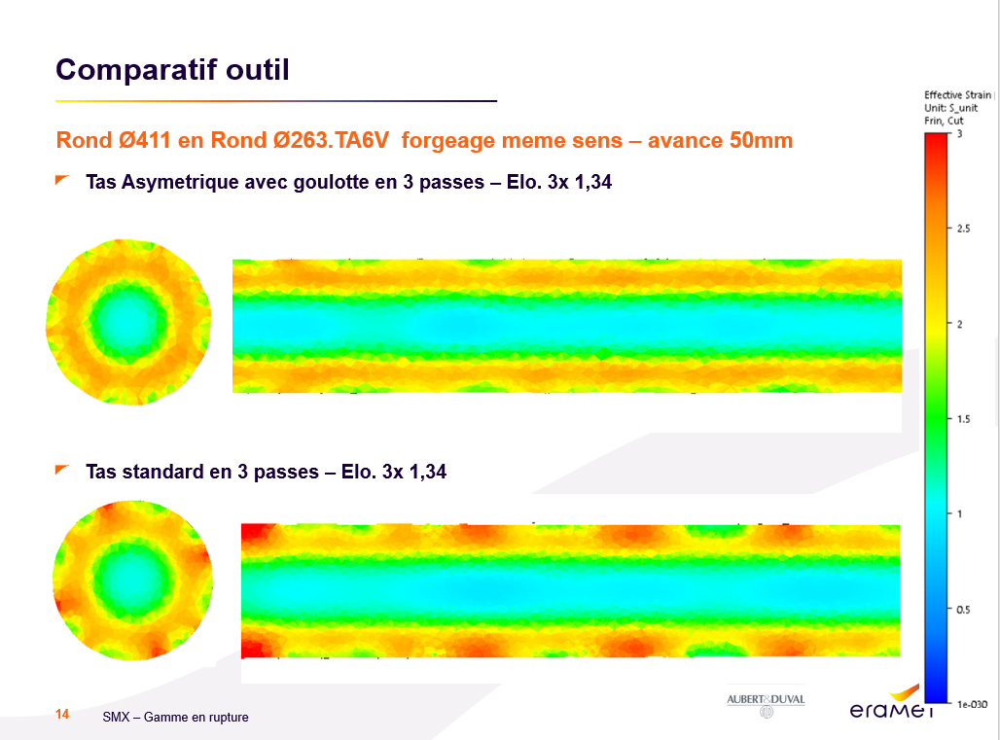 Comparatif outil
Effective Strain
Unit: S_unit
Frin, Cut
Rond Ø411 en Rond Ø263.TA6V  forgeage meme sens – avance 50mm
3
Tas Asymetrique avec goulotte en 3 passes – Elo. 3x 1,34
2.5
2
1.5
Tas standard en 3 passes – Elo. 3x 1,34
1
0.5
1e-030
14
SMX – Gamme en rupture
AUBERT&DUVAL
eramet